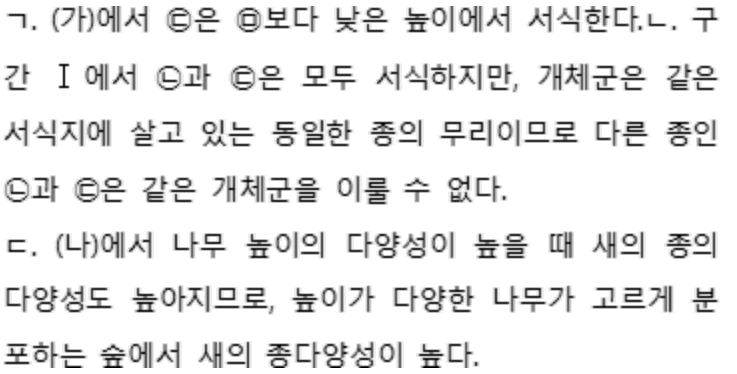 ㄱ. (가)에서 ㉢은 ㉤보다 낮은 높이에서 서식한다.ㄴ. 구
간 Ⅰ에서 ㉡과 ㉢은 모두 서식하지만, 개체군은 같은
서식지에 살고 있는 동일한 종의 무리이므로 다른 종인
㉡과 ㉢은 같은 개체군을 이룰 수 없다.
ㄷ. (나)에서 나무 높이의 다양성이 높을 때 새의 종의
다양성도 높아지므로, 높이가 다양한 나무가 고르게 분
포하는 숲에서 새의 종다양성이 높다.